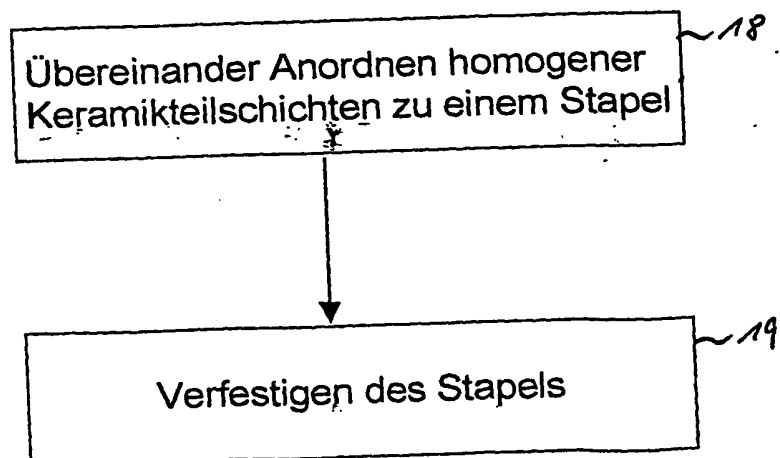 Übereinander Anordnen homogener
Keramikteilschichten zu einem Stapel
18
Verfestigen des Stapels
19